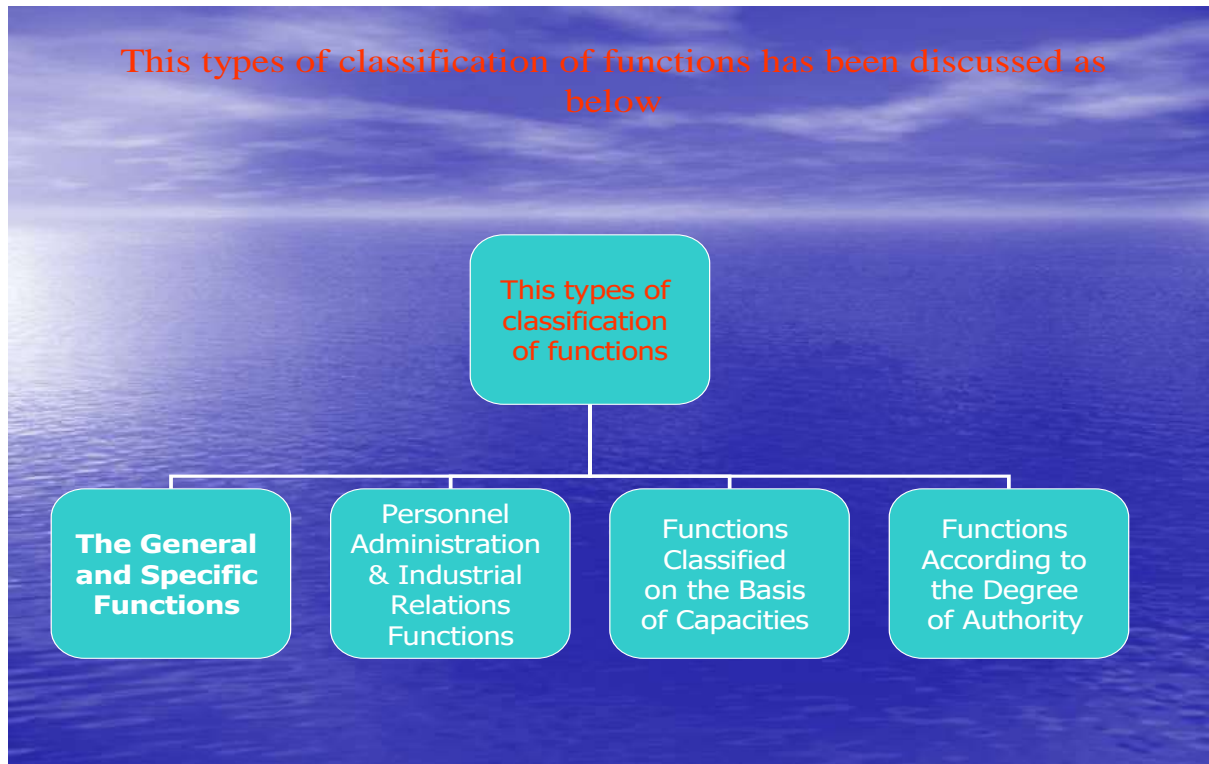 This types of classification of functions has been discussed as
below
This types of
classification
of functions
The General
and Specific
Functions
Personnel
Administration
& Industrial
Relations
Functions
Functions
Classified
on the Basis
of Capacities
Functions
According to
the Degree
of Authority